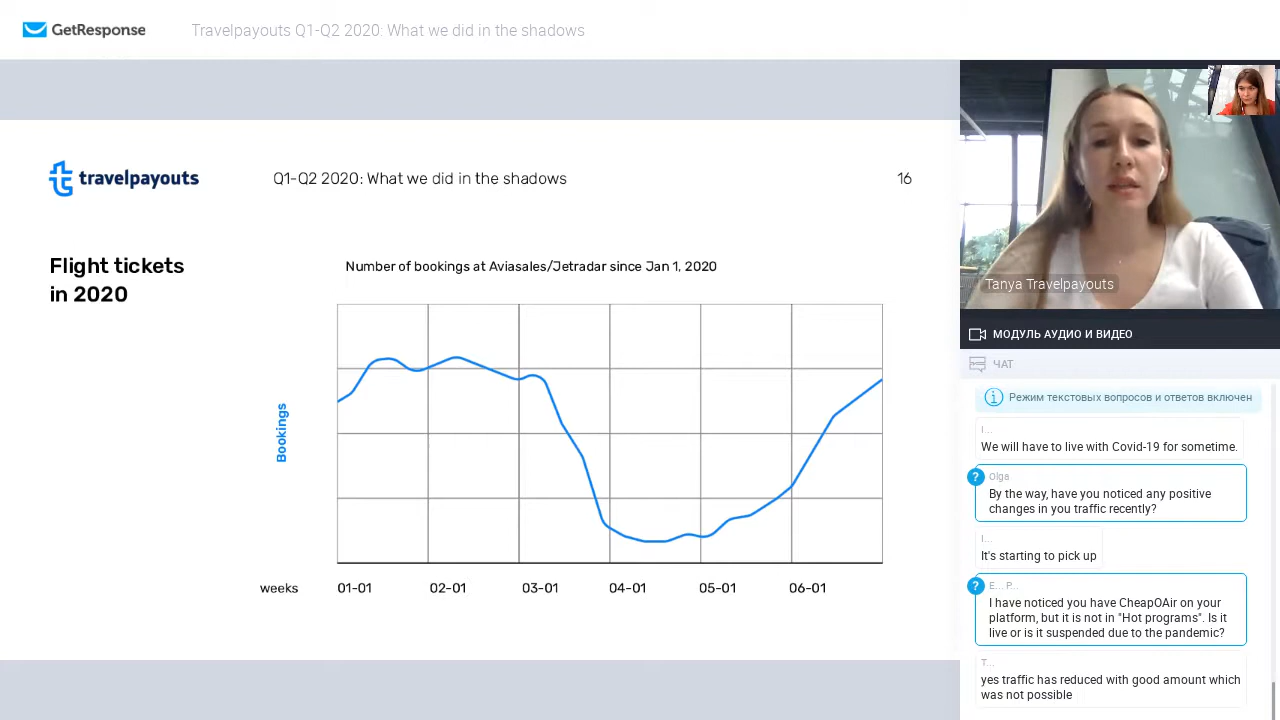 GetResponse
Travelpayouts Q1-Q2 2020: What we did in the shadows
travelpayouts
Q1-Q2 2020: What we did in the shadows
16
Flight tickets
in 2020
Number of bookings at Aviasales/Jetradar since Jan 1, 2020
Bookings
weeks
01-01
02-01
03-01
04-01
05-01
06-01
Tanya Travelpayouts
МОДУЛЬ АУДИО И ВИДЕО
ЧАТ
Режим текстовых вопросов и ответов включен
I...
We will have to live with Covid-19 for sometime.
Olga
By the way, have you noticed any positive
changes in you traffic recently?
I...
It's starting to pick up
E... P...
I have noticed you have CheapOAir on your
platform, but it is not in "Hot programs". Is it
live or is it suspended due to the pandemic?
T...
yes traffic has reduced with good amount which
was not possible